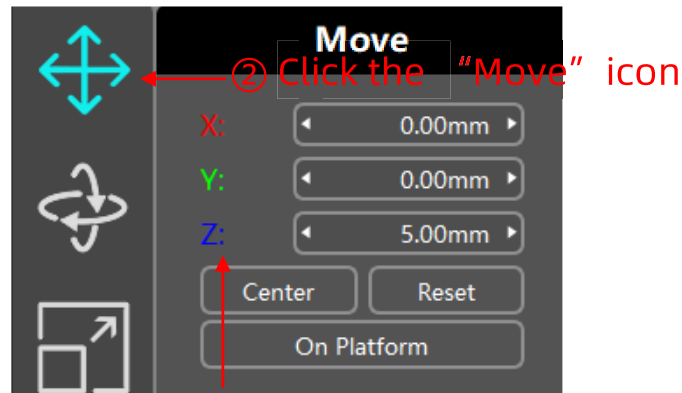 Move
② Click the “Move” icon
X: 0.00mm
Y: 0.00mm
Z: 5.00mm
Center Reset
On Platform